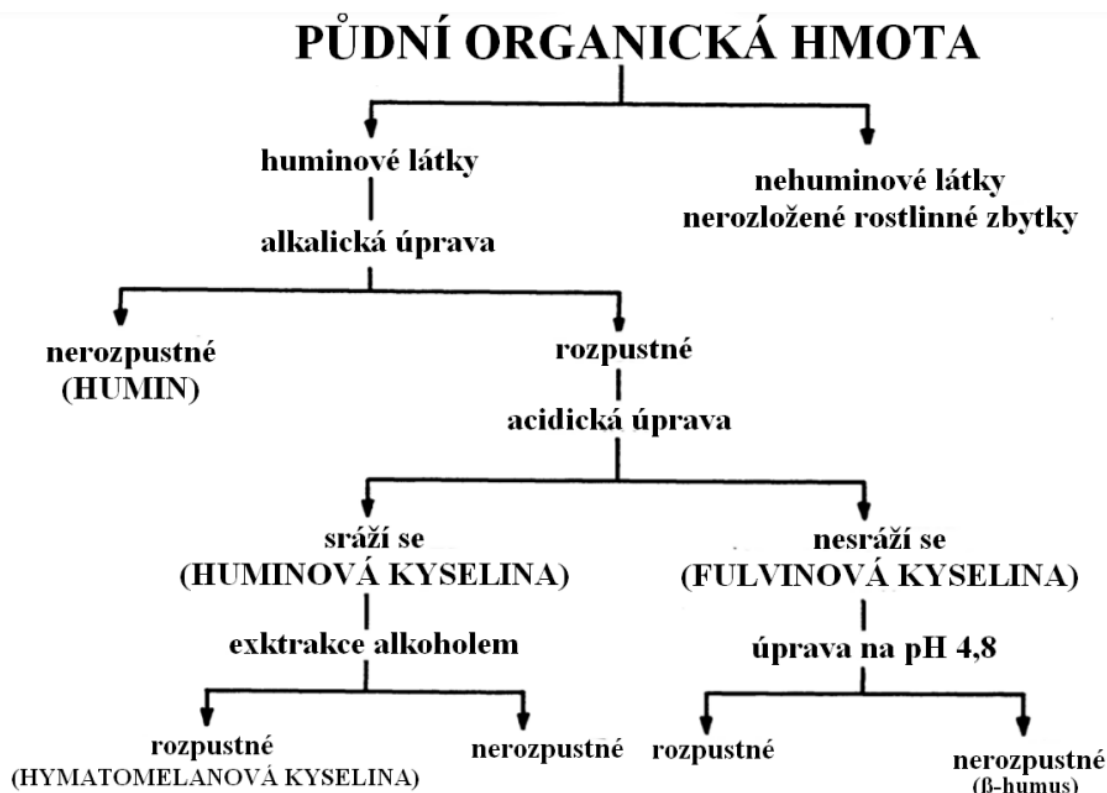 PŮDNÍ ORGANICKÁ HMOTA
huminové látky
nehuminové látky
nerozložené rostlinné zbytky
alkalická úprava
nerozpustné
(HUMIN)
rozpustné
acidická úprava
sráží se
(HUMINOVÁ KYSELINA)
nesráží se
(FULVINOVÁ KYSELINA)
exktrakce alkoholem
úprava na pH 4,8
rozpustné
(HYMATOMELANOVÁ KYSELINA)
nerozpustné
rozpustné
nerozpustné
(ß-humus)